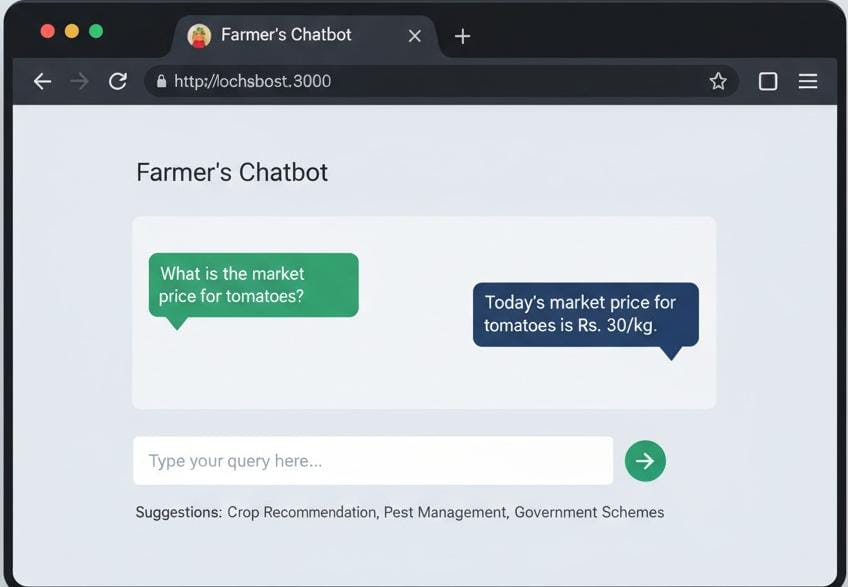 Farmer's Chatbot
http://lochsbost.3000
Farmer's Chatbot
What is the market
price for tomatoes?
Today's market price for
tomatoes is Rs. 30/kg.
Type your query here...
Suggestions: Crop Recommendation, Pest Management, Government Schemes